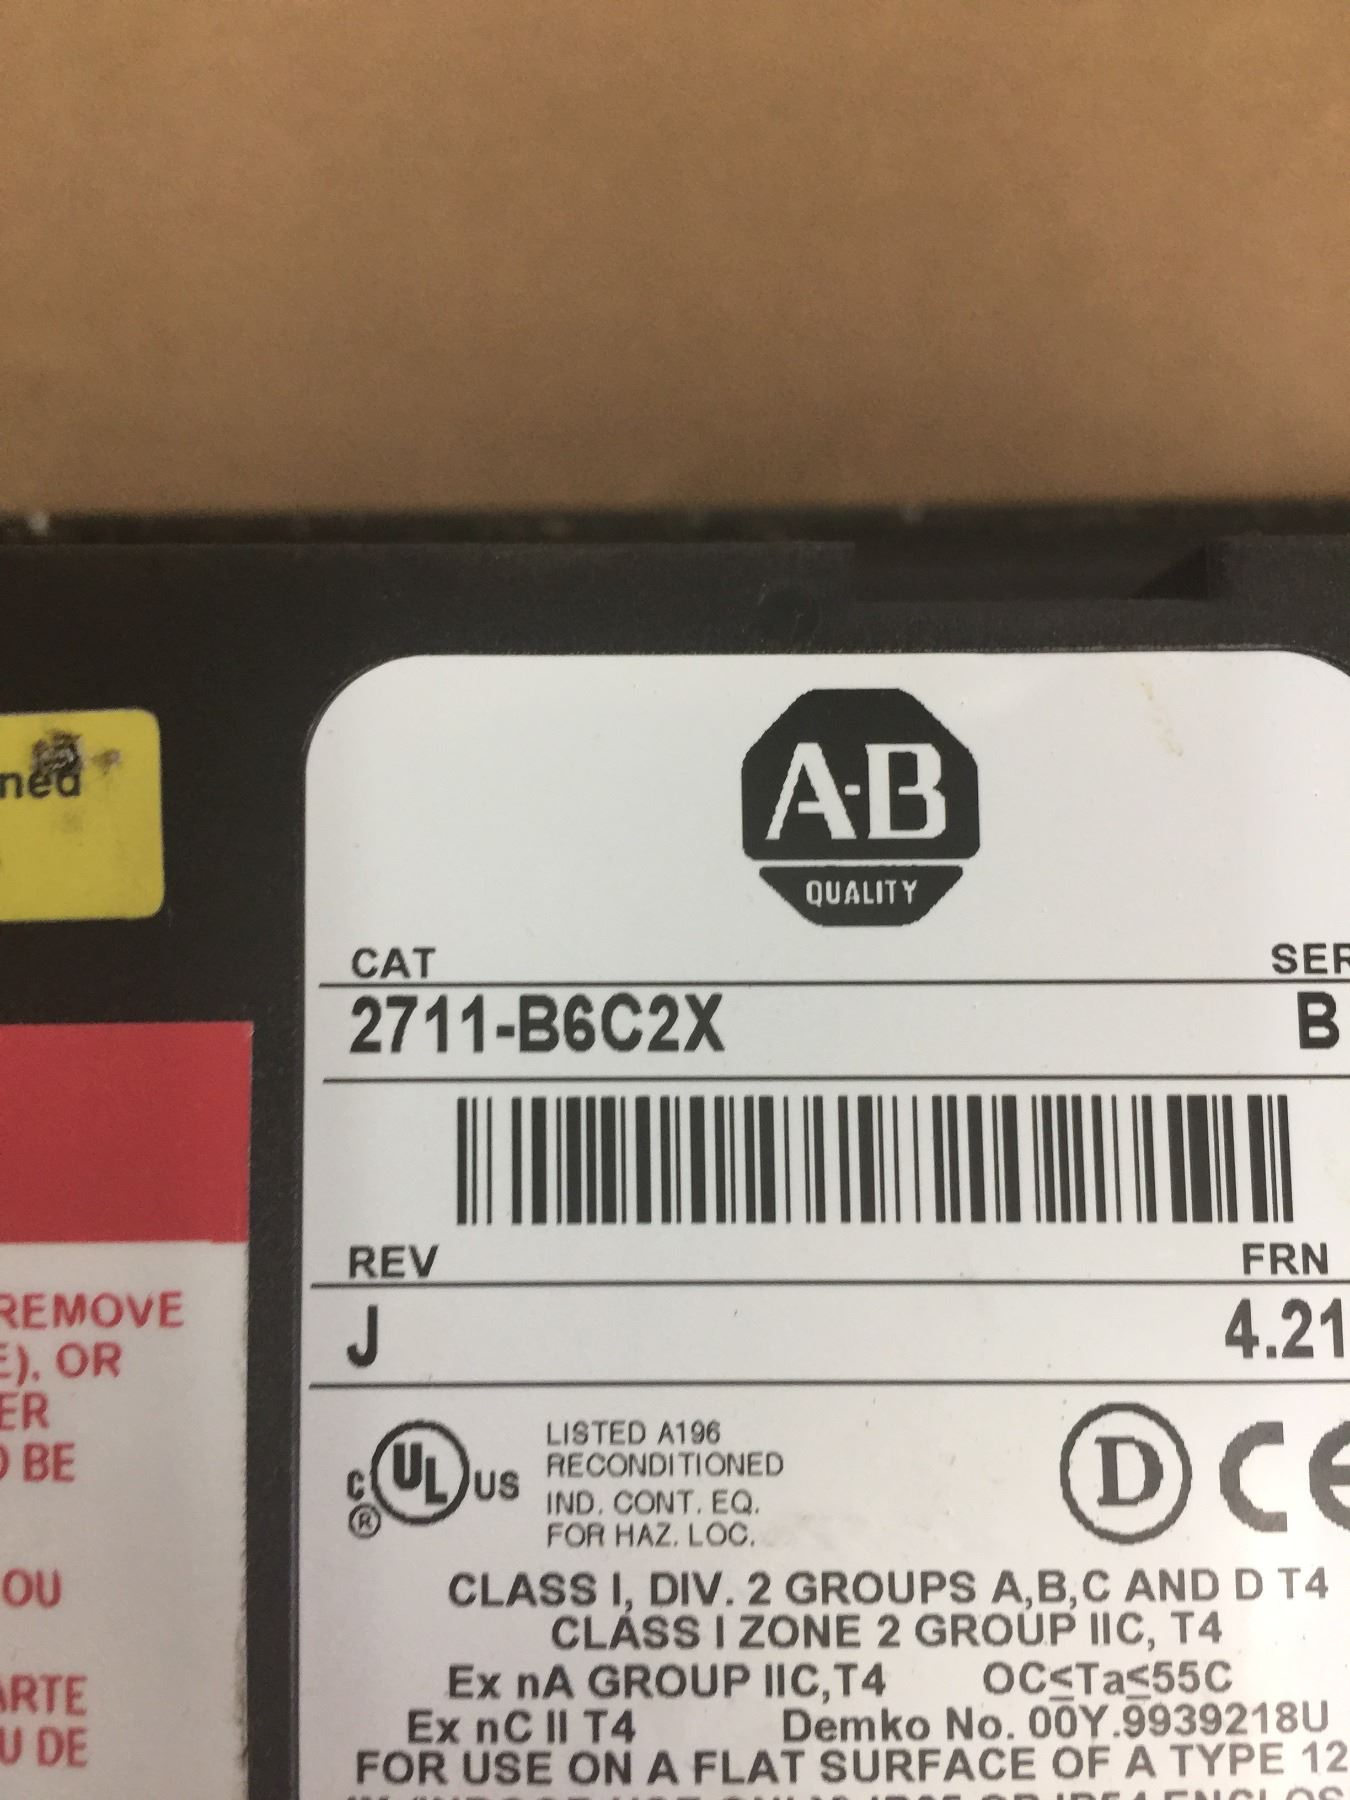 A-B
QUALITY
ned
CAT SER
2711-B6C2X B
REV FRN
J 4.21
REMOVE
E). OR
ER
O BE
OU
ARTE
U DE
C UL US
®
LISTED A196
RECONDITIONED
IND. CONT. EQ.
FOR HAZ. LOC.
D CE
CLASS I, DIV. 2 GROUPS A,B,C AND D T4
CLASS I ZONE 2 GROUP IIC, T4
Ex nA GROUP IIC,T4 OC≤Ta≤55C
Ex nC II T4 Demko No. 00Y.9939218U
FOR USE ON A FLAT SURFACE OF A TYPE 12